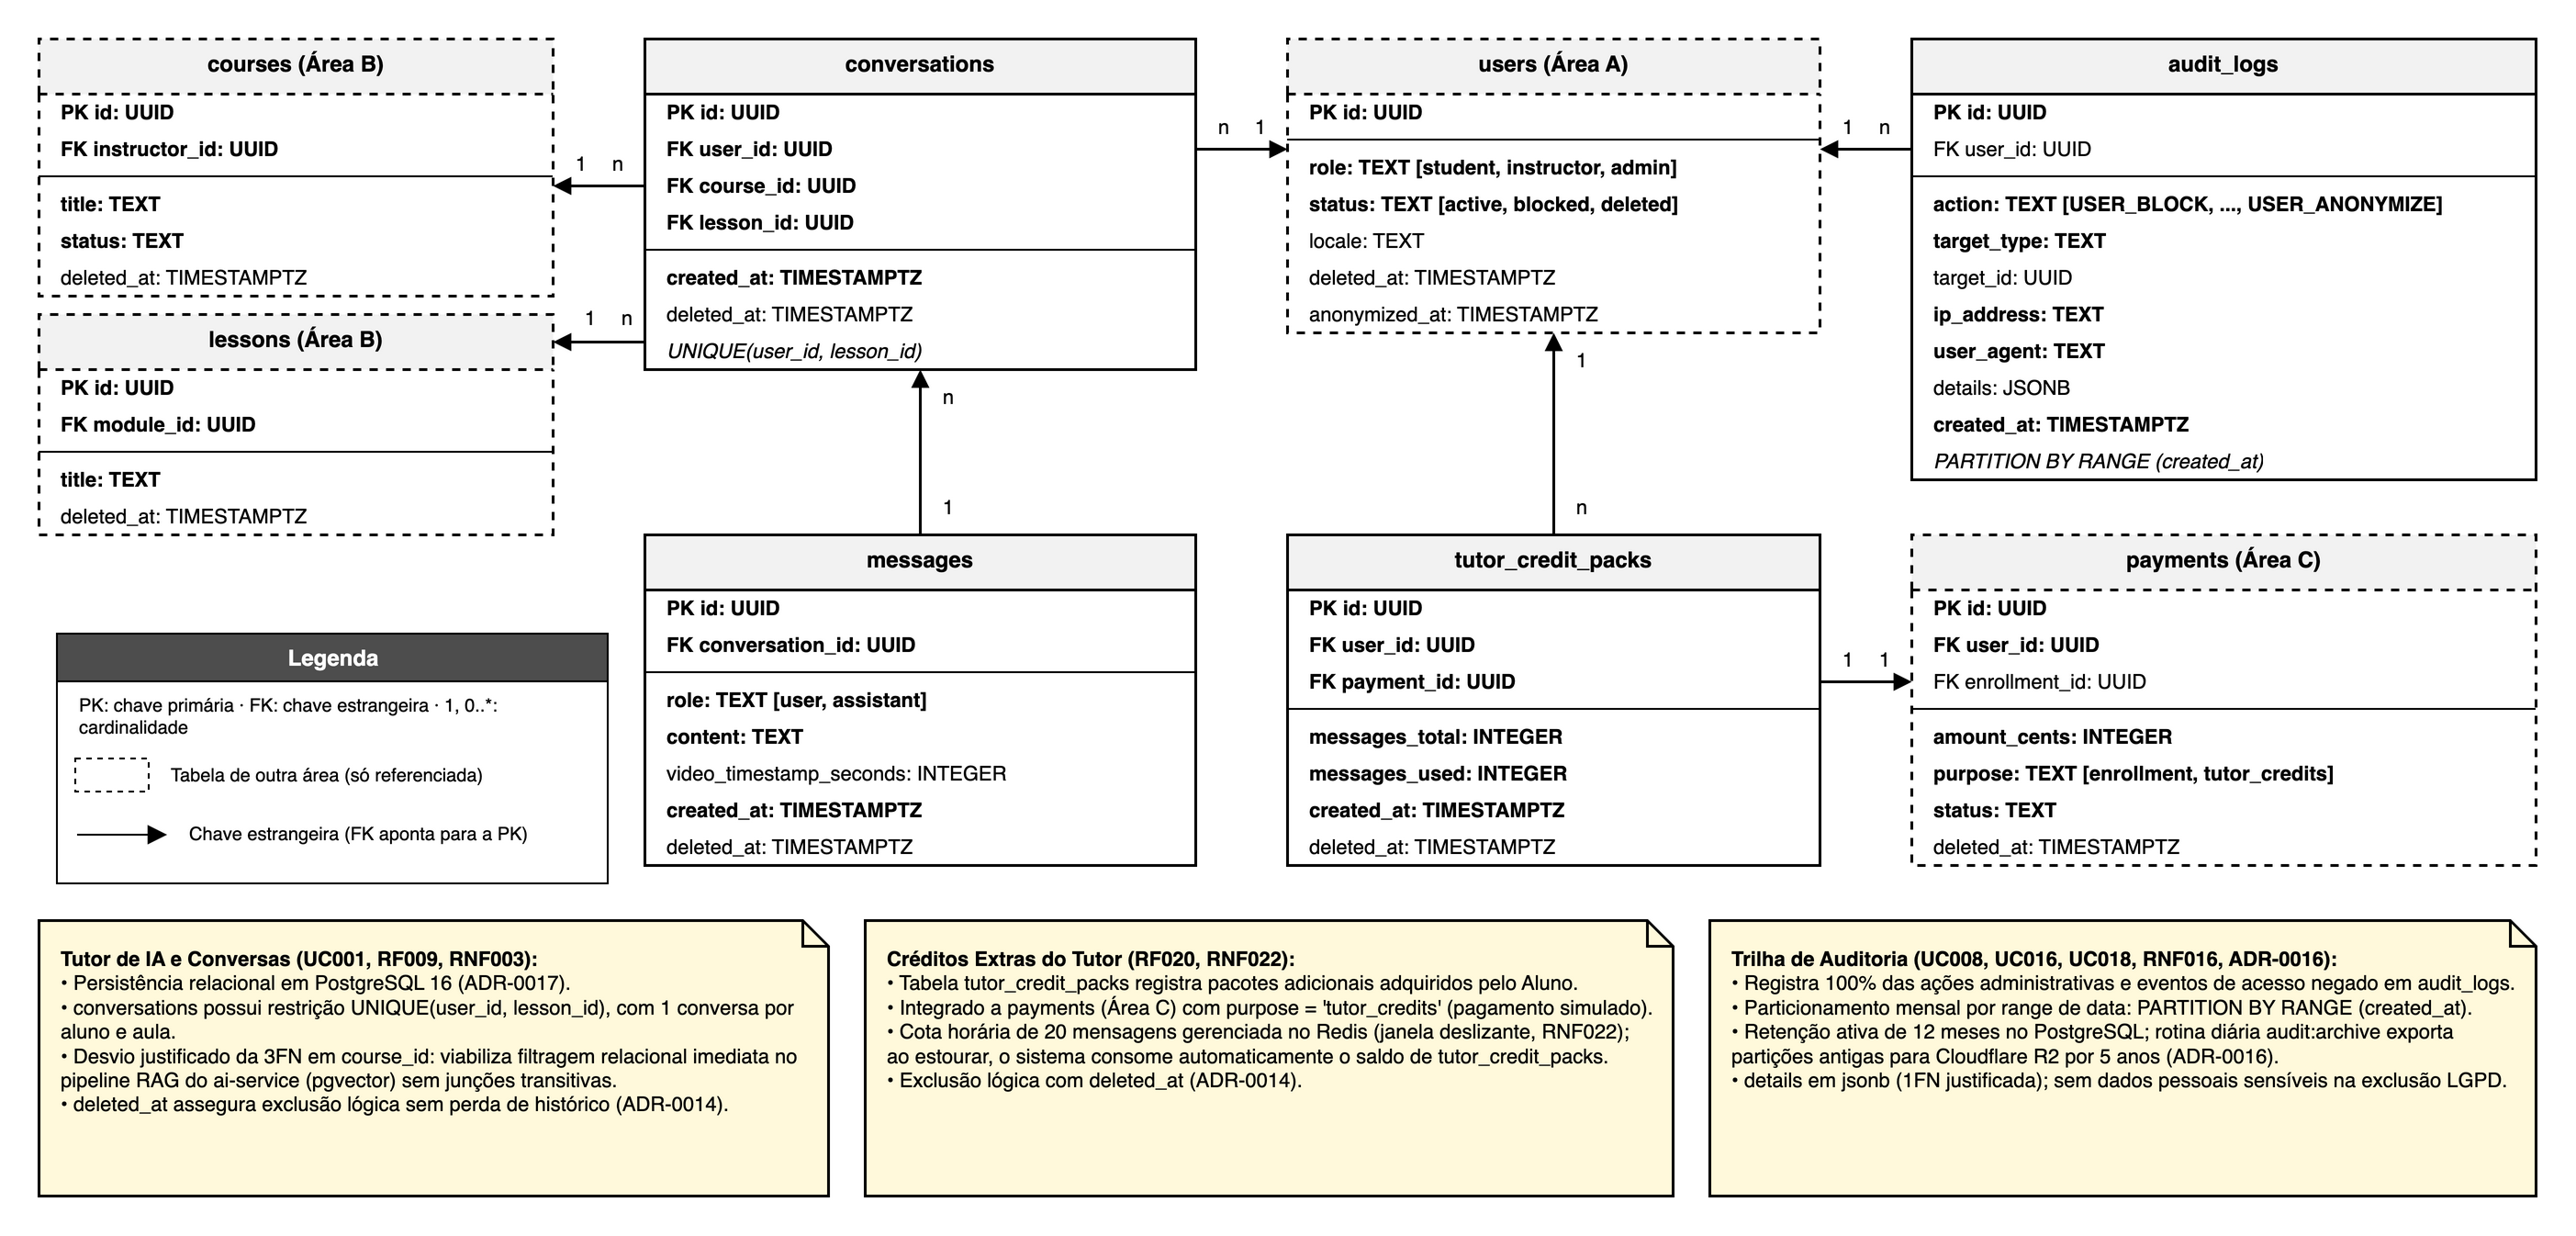 courses (Área B)
PK id: UUID
FK instructor_id: UUID
title: TEXT
status: TEXT
deleted_at: TIMESTAMPTZ
lessons (Área B)
PK id: UUID
FK module_id: UUID
title: TEXT
deleted_at: TIMESTAMPTZ
1 n
1 n
conversations
PK id: UUID
FK user_id: UUID
FK course_id: UUID
FK lesson_id: UUID
created_at: TIMESTAMPTZ
deleted_at: TIMESTAMPTZ
UNIQUE(user_id, lesson_id)
n 1
users (Área A)
PK id: UUID
role: TEXT [student, instructor, admin]
status: TEXT [active, blocked, deleted]
locale: TEXT
deleted_at: TIMESTAMPTZ
anonymized_at: TIMESTAMPTZ
1 n
audit_logs
PK id: UUID
FK user_id: UUID
action: TEXT [USER_BLOCK, ..., USER_ANONYMIZE]
target_type: TEXT
target_id: UUID
ip_address: TEXT
user_agent: TEXT
details: JSONB
created_at: TIMESTAMPTZ
PARTITION BY RANGE (created_at)
n
1
1
n
messages
PK id: UUID
FK conversation_id: UUID
role: TEXT [user, assistant]
content: TEXT
video_timestamp_seconds: INTEGER
created_at: TIMESTAMPTZ
deleted_at: TIMESTAMPTZ
tutor_credit_packs
PK id: UUID
FK user_id: UUID
FK payment_id: UUID
messages_total: INTEGER
messages_used: INTEGER
created_at: TIMESTAMPTZ
deleted_at: TIMESTAMPTZ
1 1
payments (Área C)
PK id: UUID
FK user_id: UUID
FK enrollment_id: UUID
amount_cents: INTEGER
purpose: TEXT [enrollment, tutor_credits]
status: TEXT
deleted_at: TIMESTAMPTZ
Legenda
PK: chave primária · FK: chave estrangeira · 1, 0..*:
cardinalidade
Tabela de outra área (só referenciada)
Chave estrangeira (FK aponta para a PK)
Tutor de IA e Conversas (UC001, RF009, RNF003):
• Persistência relacional em PostgreSQL 16 (ADR-0017).
• conversations possui restrição UNIQUE(user_id, lesson_id), com 1 conversa por
aluno e aula.
• Desvio justificado da 3FN em course_id: viabiliza filtragem relacional imediata no
pipeline RAG do ai-service (pgvector) sem junções transitivas.
• deleted_at assegura exclusão lógica sem perda de histórico (ADR-0014).
Créditos Extras do Tutor (RF020, RNF022):
• Tabela tutor_credit_packs registra pacotes adicionais adquiridos pelo Aluno.
• Integrado a payments (Área C) com purpose = 'tutor_credits' (pagamento simulado).
• Cota horária de 20 mensagens gerenciada no Redis (janela deslizante, RNF022);
ao estourar, o sistema consome automaticamente o saldo de tutor_credit_packs.
• Exclusão lógica com deleted_at (ADR-0014).
Trilha de Auditoria (UC008, UC016, UC018, RNF016, ADR-0016):
• Registra 100% das ações administrativas e eventos de acesso negado em audit_logs.
• Particionamento mensal por range de data: PARTITION BY RANGE (created_at).
• Retenção ativa de 12 meses no PostgreSQL; rotina diária audit:archive exporta
partições antigas para Cloudflare R2 por 5 anos (ADR-0016).
• details em jsonb (1FN justificada); sem dados pessoais sensíveis na exclusão LGPD.